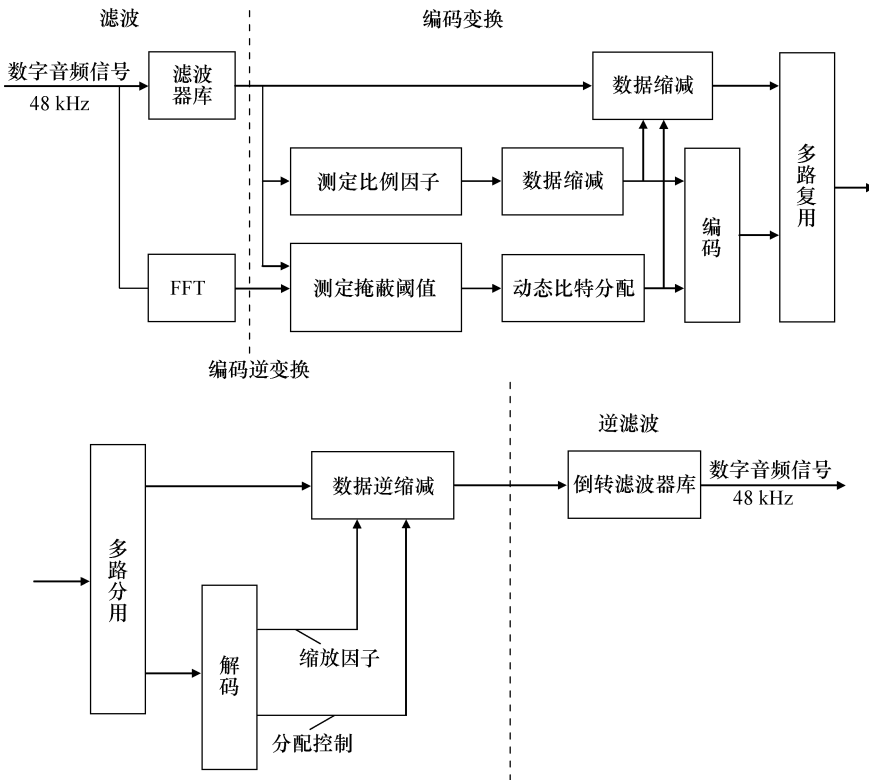 滤波
编码变换
数字音频信号
48 kHz
滤波
器库
数据缩减
测定比例因子
数据缩减
多路复用
编码
FFT
测定掩蔽阈值
动态比特分配
编码逆变换
逆滤波
多路分用
数据逆缩减
倒转滤波器库
数字音频信号
48 kHz
解码
缩放因子
分配控制